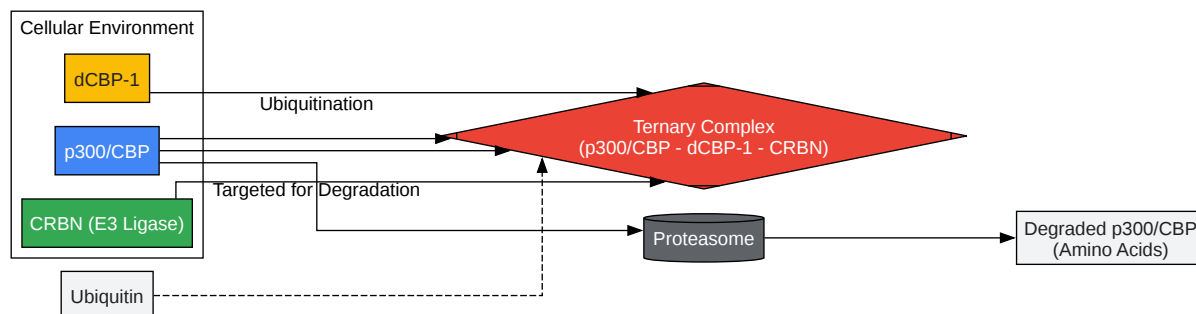 Cellular Environment
dCBP-1
Ubiquitination
p300/CBP
Ternary Complex
(p300/CBP - dCBP-1 - CRBN)
Targeted for Degradation
CRBN (E3 Ligase)
Proteasome
Degraded p300/CBP
(Amino Acids)
Ubiquitin